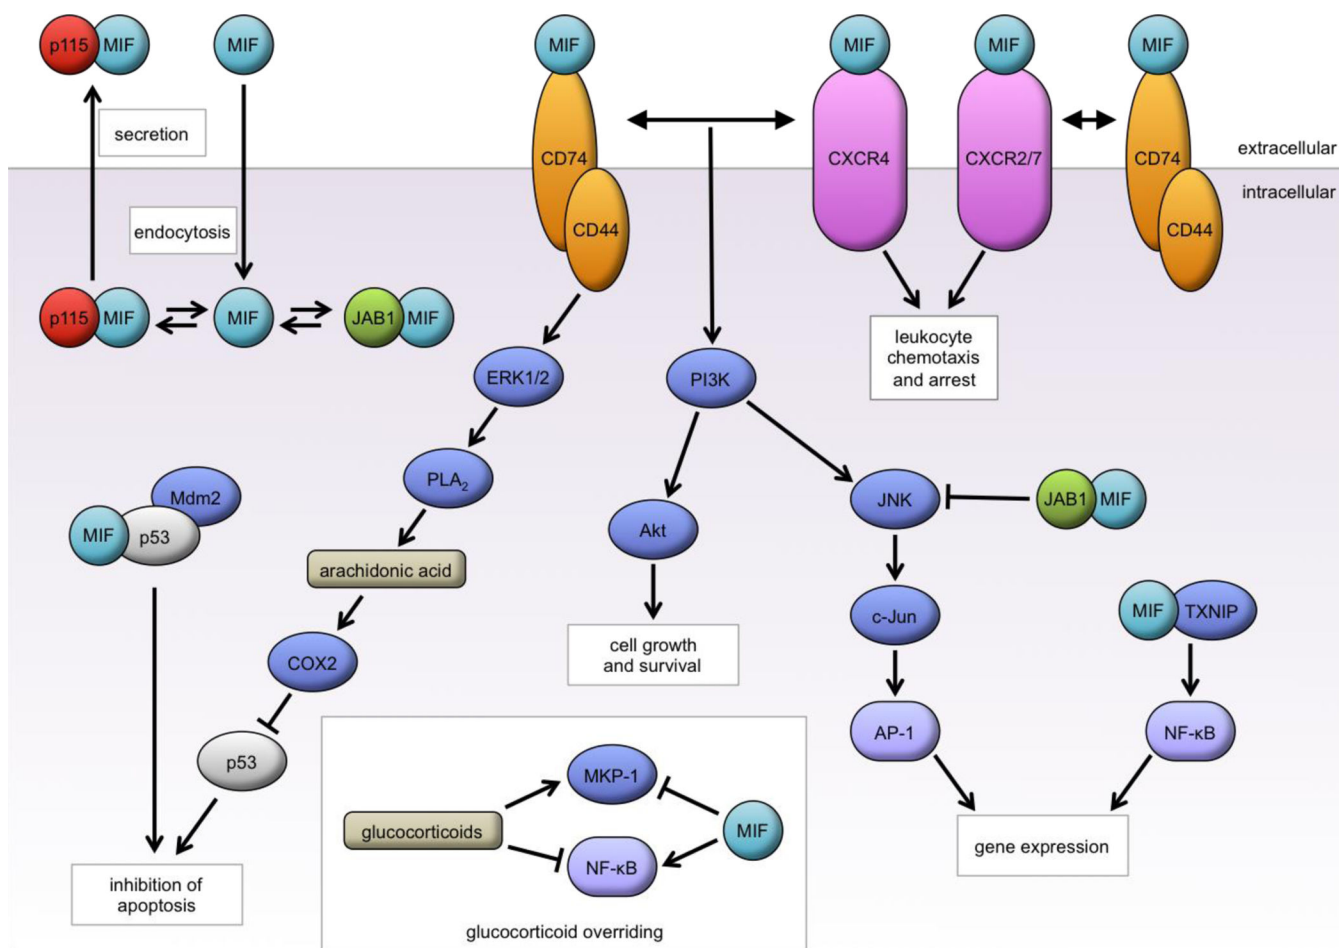 p115
MIF
MIF
MIF
MIF
MIF
MIF
secretion
extracellular
CD74
CXCR4
CXCR2/7
CD74
intracellular
endocytosis
CD44
CD44
p115
MIF
MIF
JAB1
MIF
leukocyte
chemotaxis
and arrest
ERK1/2
PI3K
PLA₂
Mdm2
JNK
JAB1
MIF
MIF
p53
Akt
arachidonic acid
c-Jun
MIF
TXNIP
cell growth
and survival
COX2
AP-1
NF-κB
p53
MKP-1
glucocorticoids
MIF
NF-κB
gene expression
inhibition of
apoptosis
glucocorticoid overriding